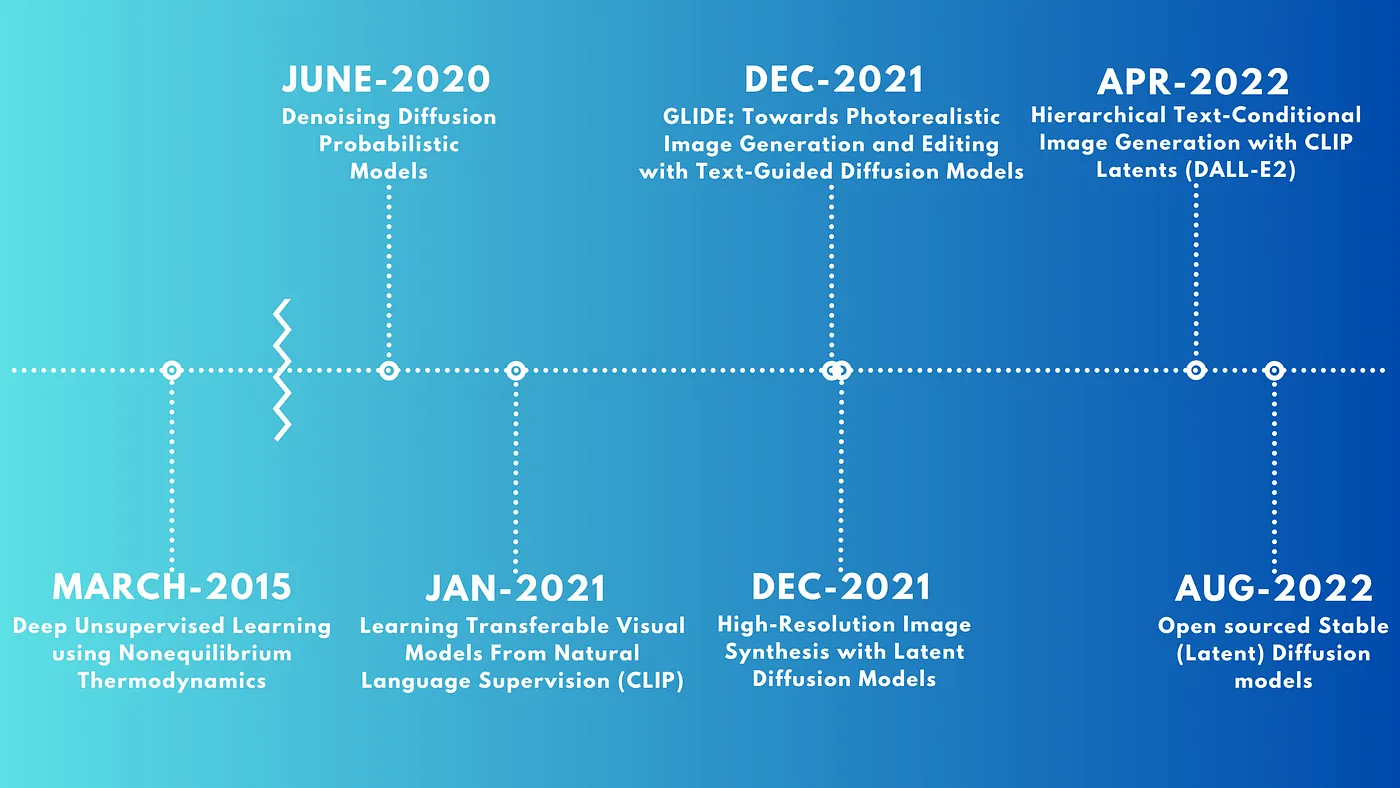 JUNE-2020
Denoising Diffusion
Probabilistic
Models
DEC-2021
GLIDE: Towards Photorealistic
Image Generation and Editing
with Text-Guided Diffusion Models
APR-2022
Hierarchical Text-Conditional
Image Generation with CLIP
Latents (DALL-E2)
MARCH-2015
Deep Unsupervised Learning
using Nonequilibrium
Thermodynamics
JAN-2021
Learning Transferable Visual
Models From Natural
Language Supervision (CLIP)
DEC-2021
High-Resolution Image
Synthesis with Latent
Diffusion Models
AUG-2022
Open sourced Stable
(Latent) Diffusion
models